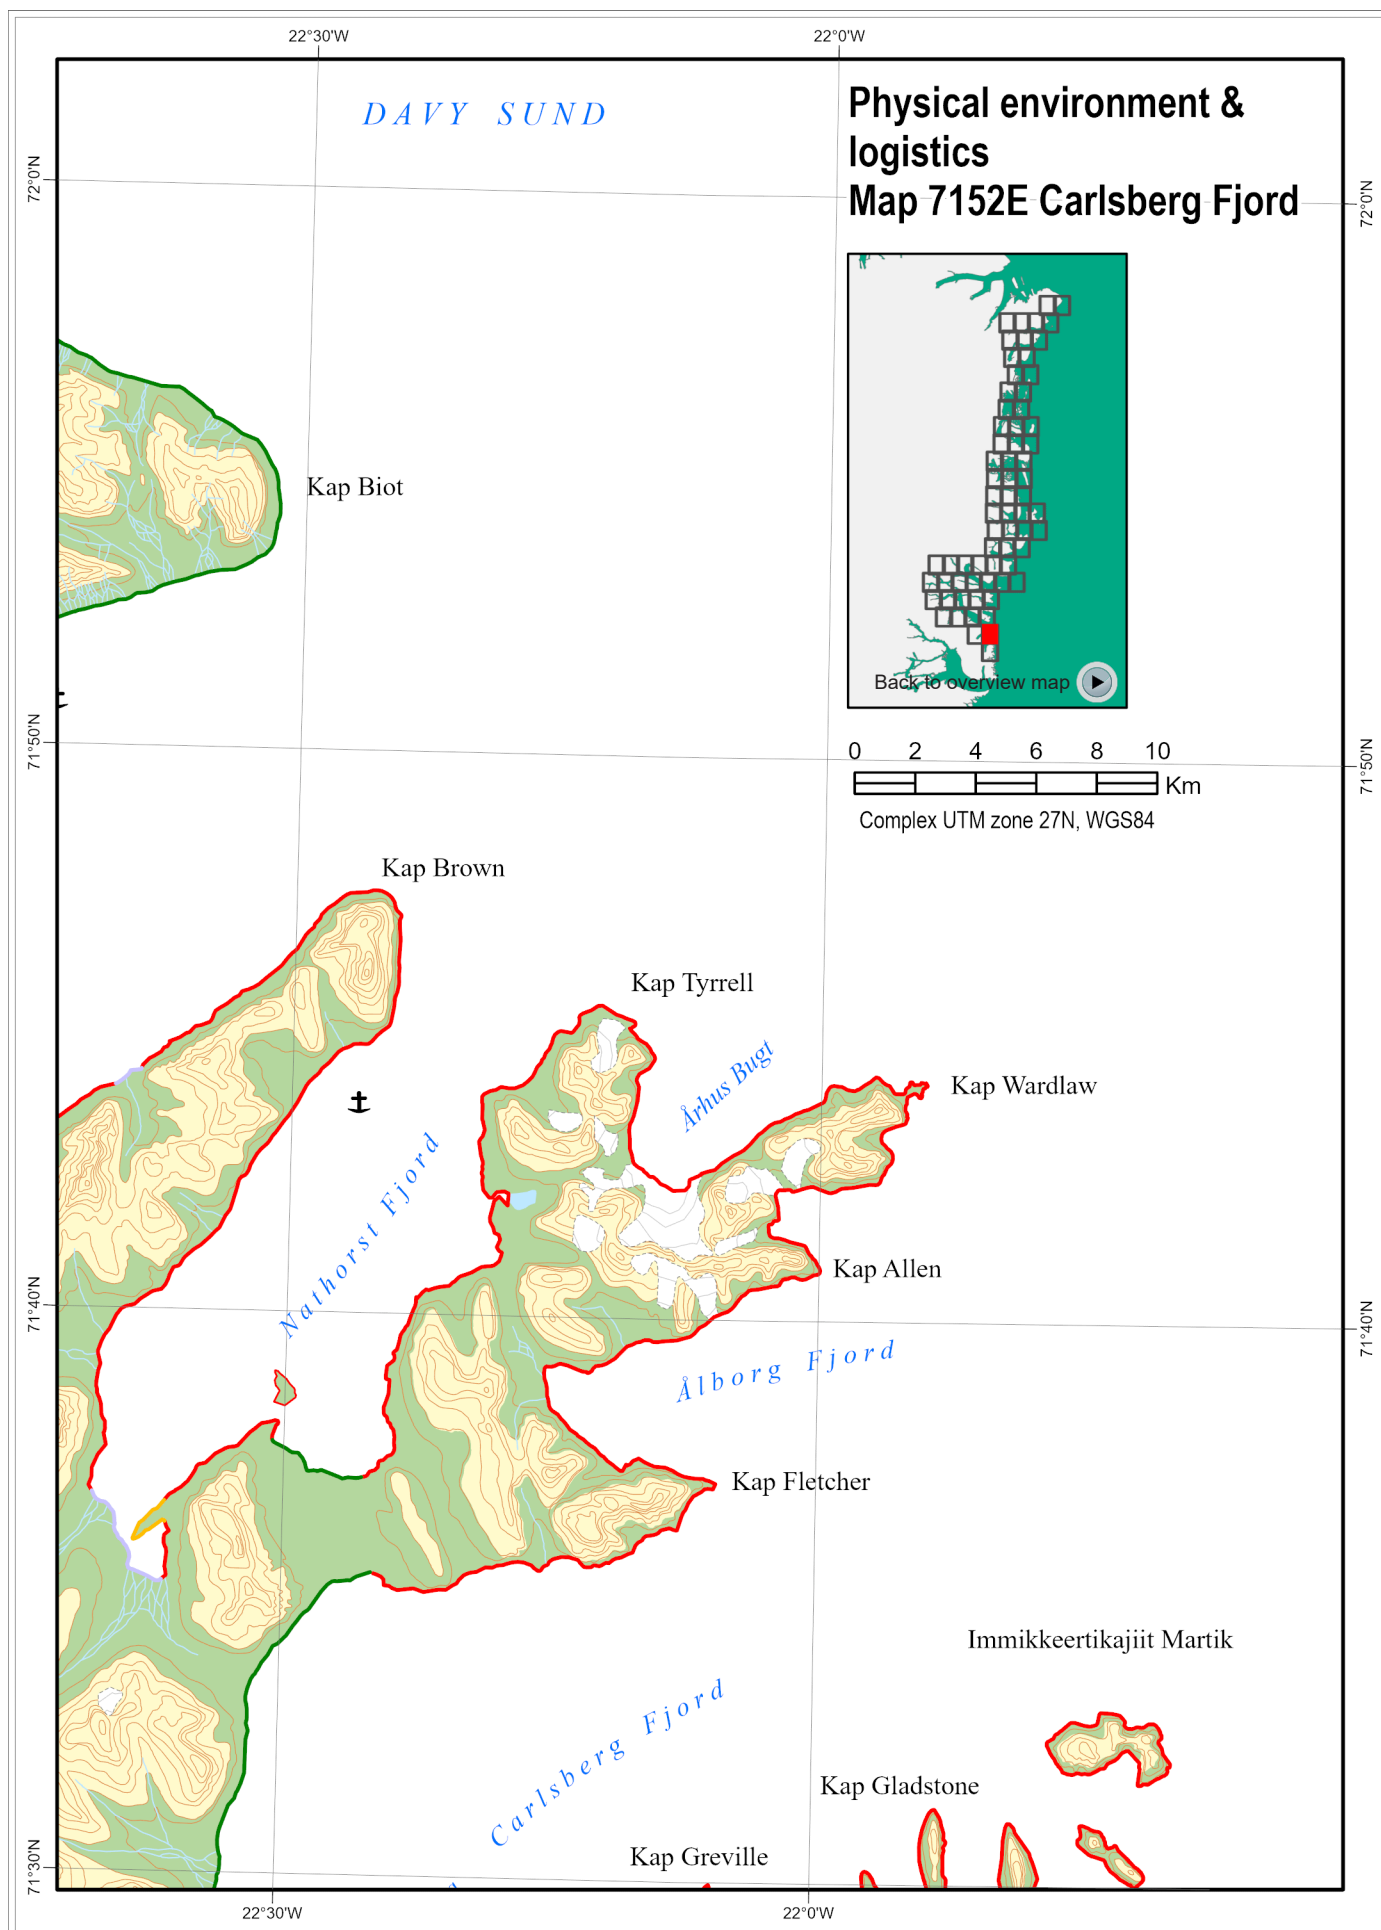 22°30'W
22°0'W
DAVY SUND
Physical environment &
logistics
Map 7152E Carlsberg Fjord
72°0'N
72°0'N
Kap Biot
Back to overview map
71°50'N
71°50'N
0 2 4 6 8 10
Km
Complex UTM zone 27N, WGS84
Kap Brown
Kap Tyrrell
Århus Bugt
Kap Wardlaw
Nathorst Fjord
Kap Allen
71°40'N
71°40'N
Ålborg Fjord
Kap Fletcher
Immikkeertikajiit Martik
Carlsberg Fjord
Kap Gladstone
Kap Greville
71°30'N
71°30'N
22°30'W
22°0'W